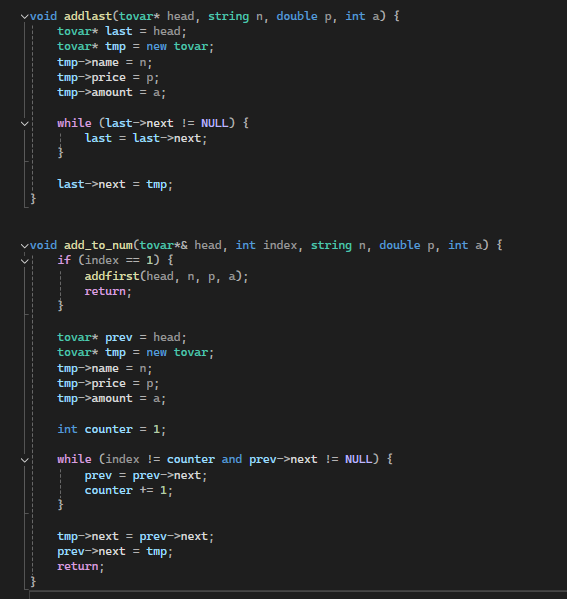 void addlast(tovar* head, string n, double p, int a) {
    tovar* last = head;
    tovar* tmp = new tovar;
    tmp->name = n;
    tmp->price = p;
    tmp->amount = a;
    while (last->next != NULL) {
        last = last->next;
    }
    last->next = tmp;
}
void add_to_num(tovar*& head, int index, string n, double p, int a) {
    if (index == 1) {
        addfirst(head, n, p, a);
        return;
    }
    tovar* prev = head;
    tovar* tmp = new tovar;
    tmp->name = n;
    tmp->price = p;
    tmp->amount = a;
    int counter = 1;
    while (index != counter and prev->next != NULL) {
        prev = prev->next;
        counter += 1;
    }
    tmp->next = prev->next;
    prev->next = tmp;
    return;
}